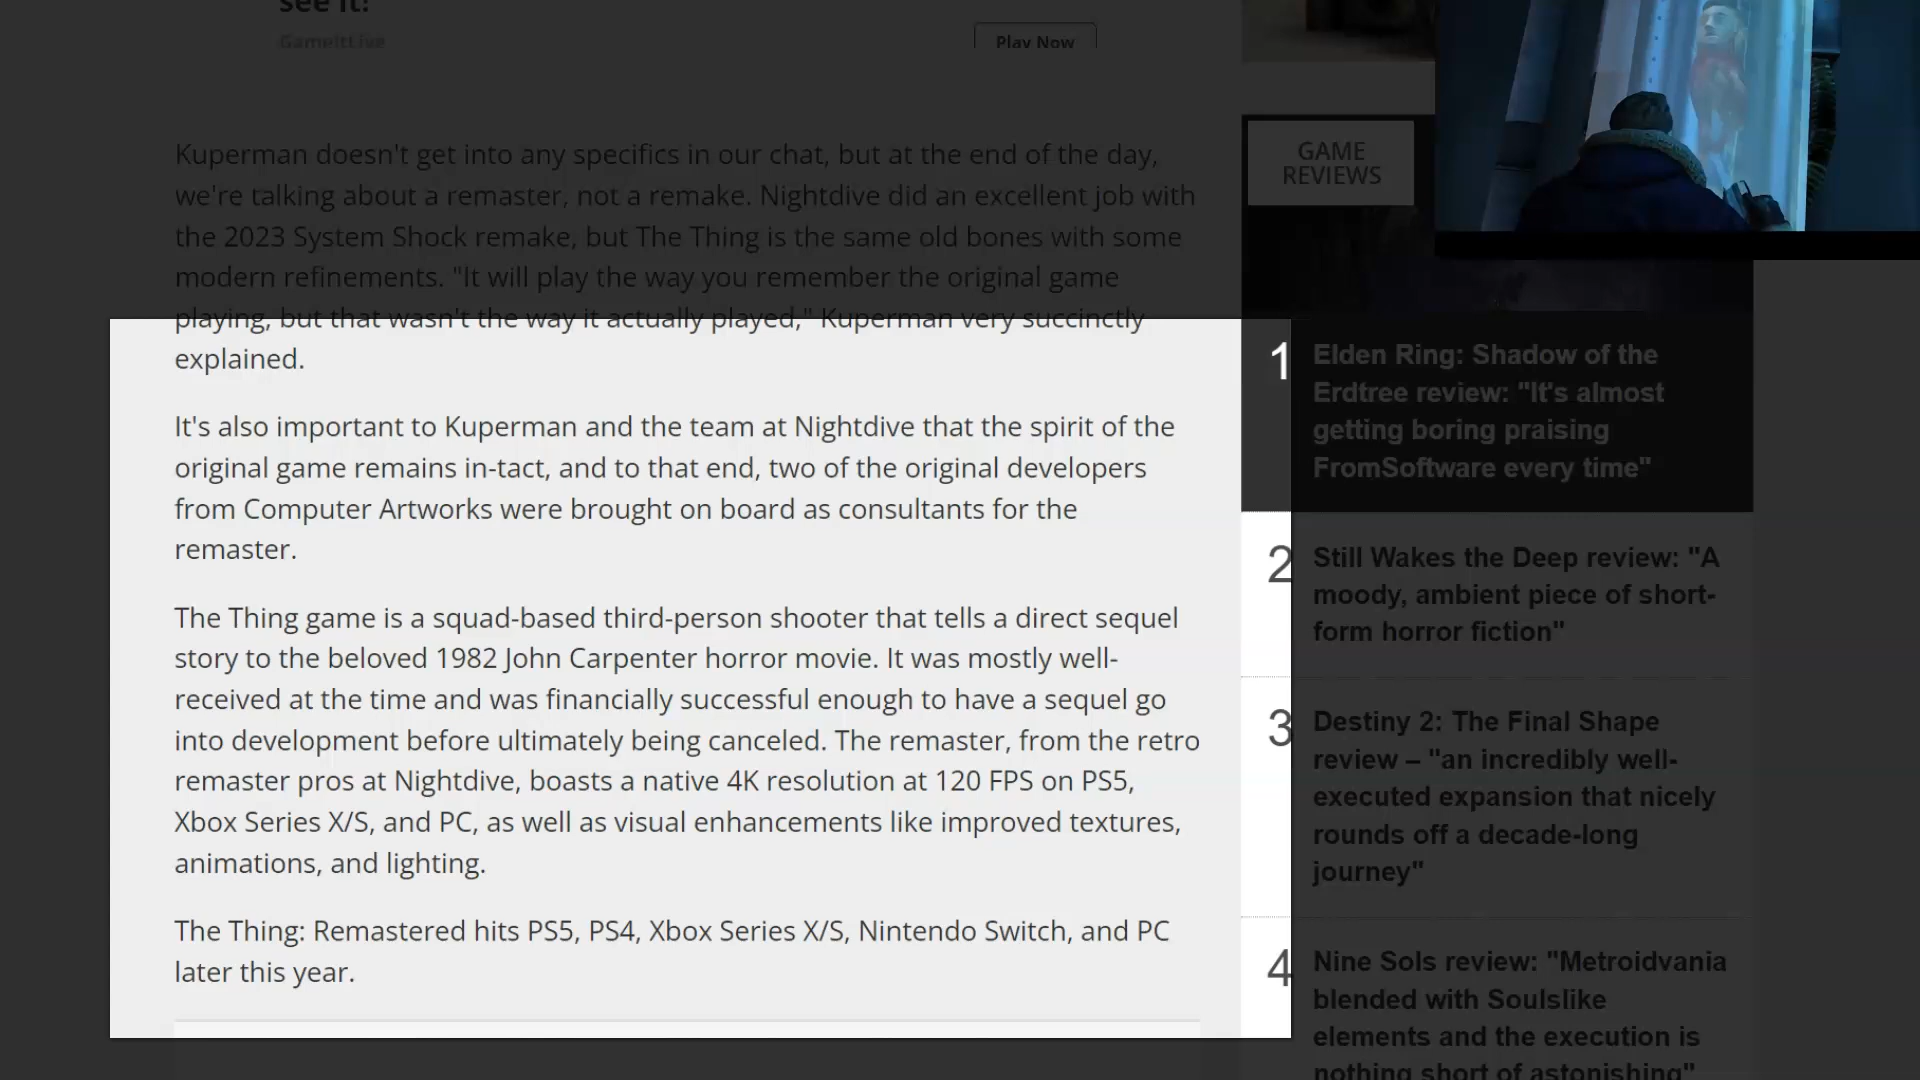 see it!
GameItLive
Play Now
Kuperman doesn't get into any specifics in our chat, but at the end of the day,
we're talking about a remaster, not a remake. Nightdive did an excellent job with
the 2023 System Shock remake, but The Thing is the same old bones with some
modern refinements. "It will play the way you remember the original game
playing, but that wasn't the way it actually played," Kuperman very succinctly
explained.
It's also important to Kuperman and the team at Nightdive that the spirit of the
original game remains in-tact, and to that end, two of the original developers
from Computer Artworks were brought on board as consultants for the
remaster.
The Thing game is a squad-based third-person shooter that tells a direct sequel
story to the beloved 1982 John Carpenter horror movie. It was mostly well-
received at the time and was financially successful enough to have a sequel go
into development before ultimately being canceled. The remaster, from the retro
remaster pros at Nightdive, boasts a native 4K resolution at 120 FPS on PS5,
Xbox Series X/S, and PC, as well as visual enhancements like improved textures,
animations, and lighting.
The Thing: Remastered hits PS5, PS4, Xbox Series X/S, Nintendo Switch, and PC
later this year.
GAME
REVIEWS
1
Elden Ring: Shadow of the
Erdtree review: "It's almost
getting boring praising
FromSoftware every time"
2
Still Wakes the Deep review: "A
moody, ambient piece of short-
form horror fiction"
3
Destiny 2: The Final Shape
review – "an incredibly well-
executed expansion that nicely
rounds off a decade-long
journey"
4
Nine Sols review: "Metroidvania
blended with Soulslike
elements and the execution is
nothing short of astonishing"